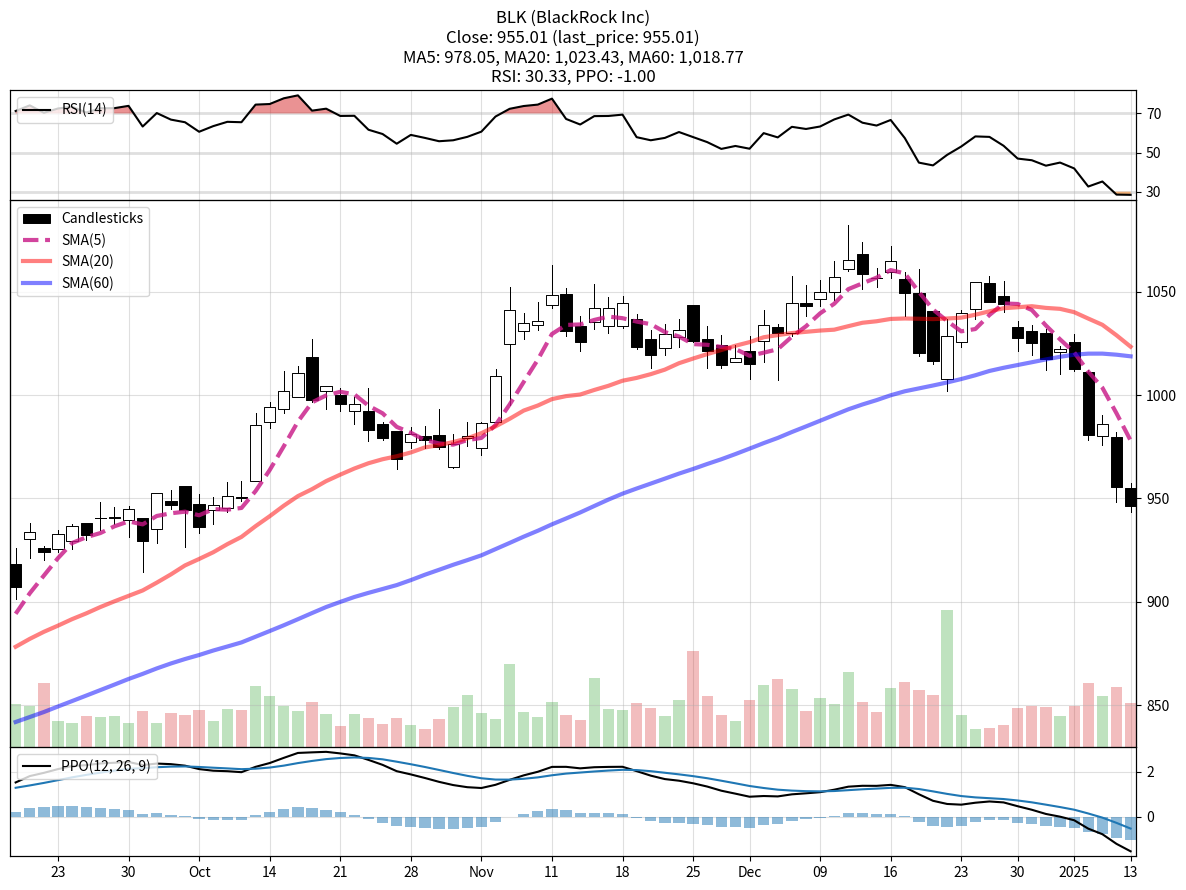 BLK (BlackRock Inc)
Close: 955.01 (last_price: 955.01)
MA5: 978.05, MA20: 1,023.43, MA60: 1,018.77
RSI: 30.33, PPO: -1.00
RSI(14)
70
50
30
Candlesticks
SMA(5)
SMA(20)
SMA(60)
1050
1000
950
900
850
PPO(12, 26, 9)
2
0
23 30 Oct 14 21 28 Nov 11 18 25 Dec 09 16 23 30 2025 13